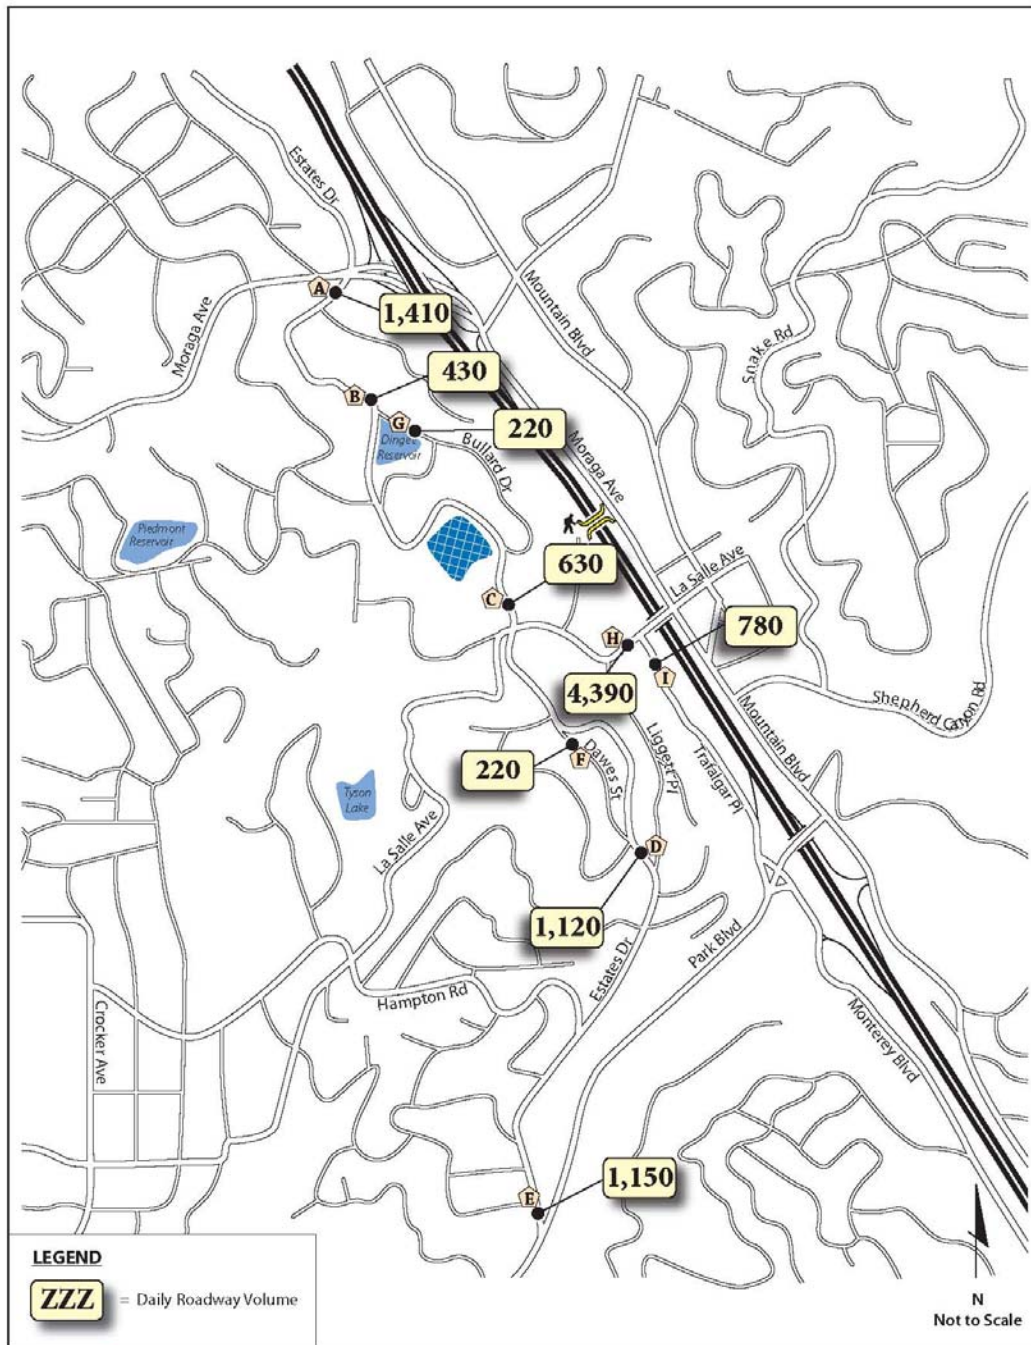 Estates Dr
A
1,410
Moraga Ave
Mountain Blvd
Snake Rd
430
B
G
220
Dingee
Reservoir
Bullard Dr
Moraga Ave
Piedmont
Reservoir
630
La Salle Ave
C
H
780
I
4,390
Shepherd Canyon Rd
Mountain Blvd
Liggett Pl
Trafalgar Pl
Dawes St
F
220
Tyson
Lake
La Salle Ave
D
1,120
Estates Dr
Park Blvd
Hampton Rd
Crocker Ave
Monterey Blvd
E
1,150
LEGEND
ZZZ = Daily Roadway Volume
N
Not to Scale